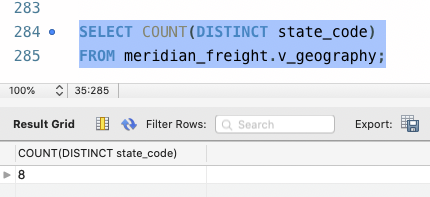 283
284 SELECT COUNT(DISTINCT state_code)
285 FROM meridian_freight.v_geography;
100% 35:285
Result Grid Filter Rows: Search Export:
COUNT(DISTINCT state_code)
8